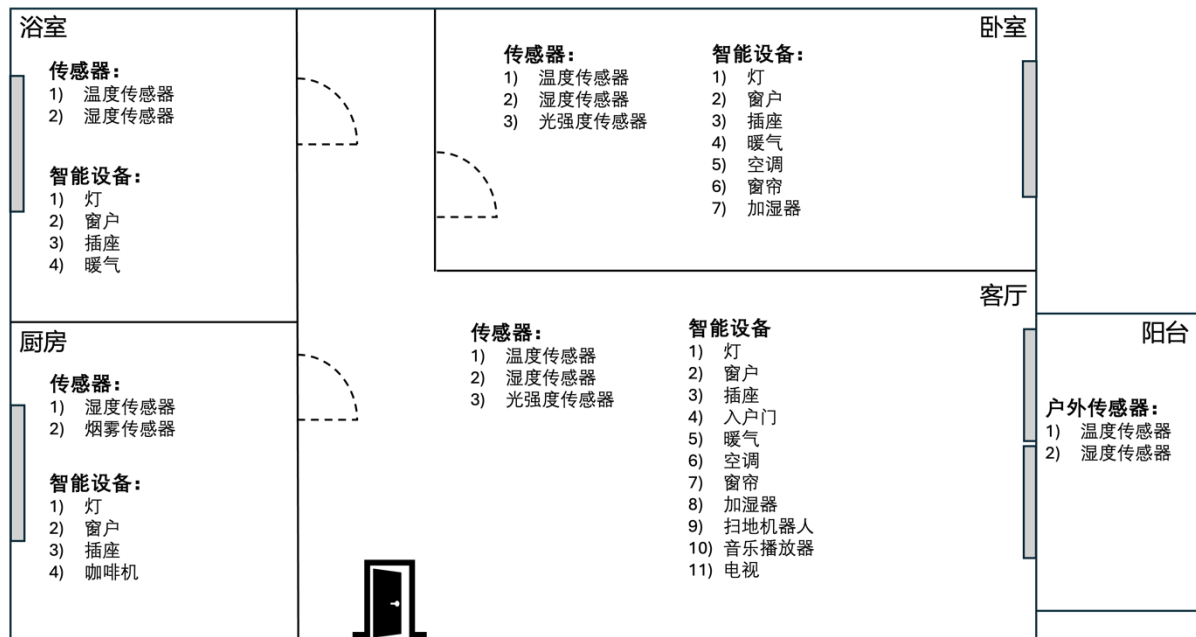 浴室
传感器：
1) 温度传感器
2) 湿度传感器
智能设备：
1) 灯
2) 窗户
3) 插座
4) 暖气
卧室
传感器：
1) 温度传感器
2) 湿度传感器
3) 光强度传感器
智能设备：
1) 灯
2) 窗户
3) 插座
4) 暖气
5) 空调
6) 窗帘
7) 加湿器
厨房
传感器：
1) 湿度传感器
2) 烟雾传感器
智能设备：
1) 灯
2) 窗户
3) 插座
4) 咖啡机
客厅
传感器：
1) 温度传感器
2) 湿度传感器
3) 光强度传感器
智能设备
1) 灯
2) 窗户
3) 插座
4) 入户门
5) 暖气
6) 空调
7) 窗帘
8) 加湿器
9) 扫地机器人
10) 音乐播放器
11) 电视
阳台
户外传感器：
1) 温度传感器
2) 湿度传感器